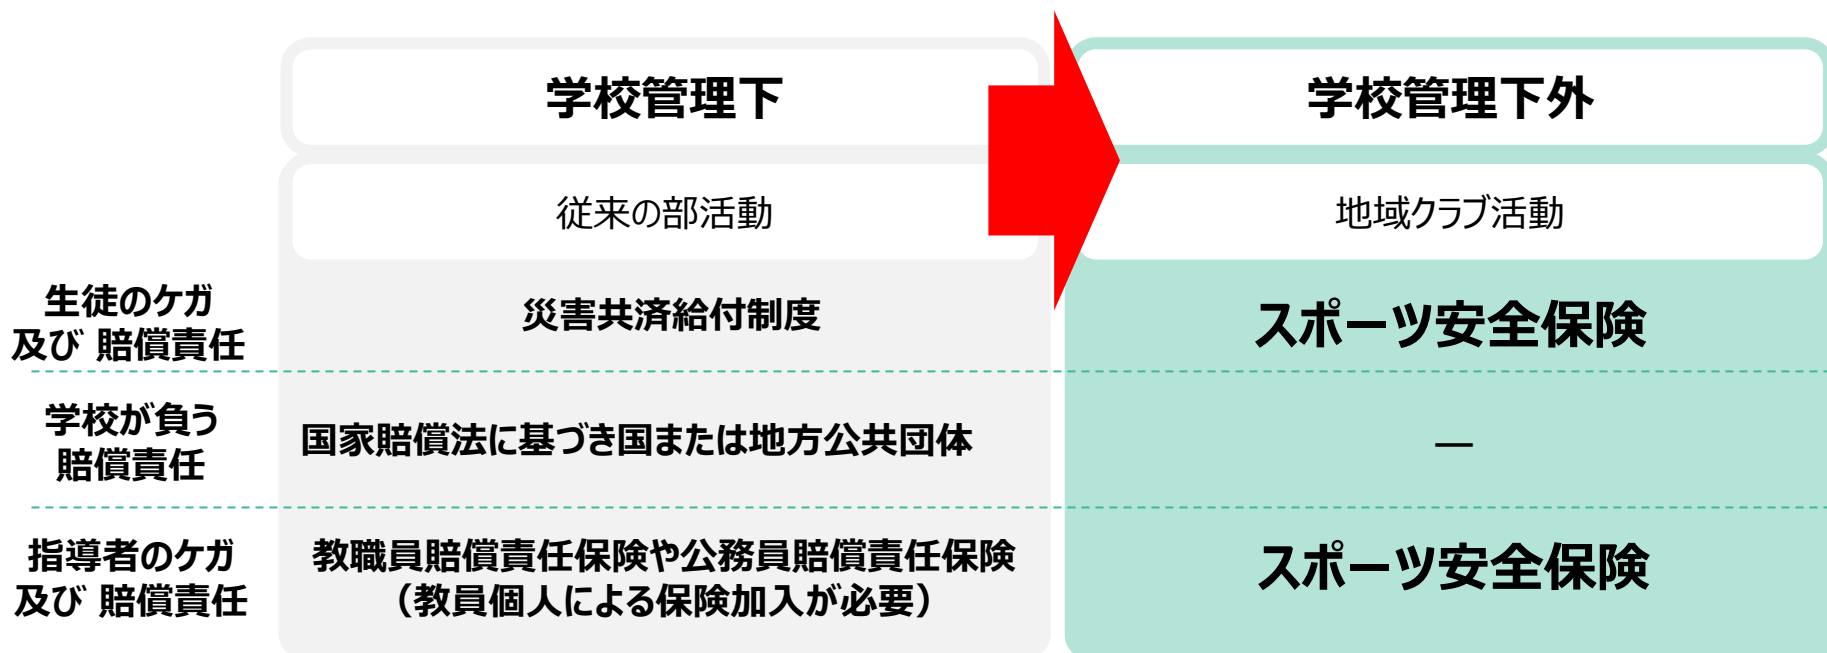 学校管理下
学校管理下外
従来の部活動
地域クラブ活動
生徒のケガ
及び 賠償責任
災害共済給付制度
スポーツ安全保険
学校が負う
賠償責任
国家賠償法に基づき国または地方公共団体
―
指導者のケガ
及び 賠償責任
教職員賠償責任保険や公務員賠償責任保険
（教員個人による保険加入が必要）
スポーツ安全保険